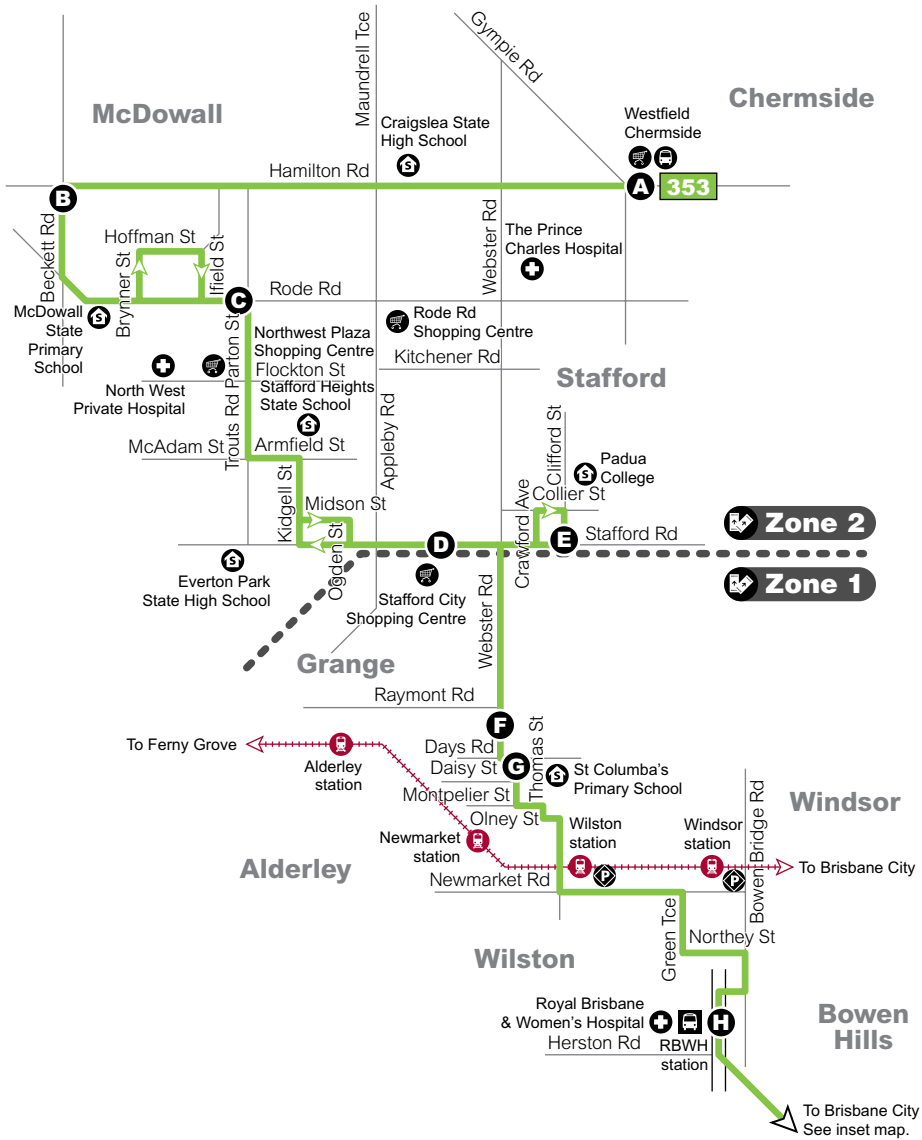 Maundrell Tce
Gympie Rd
McDowall
Chermside
Craigslea State
High School
Westfield
Chermside
Hamilton Rd
A
353
B
Beckett Rd
Hoffman St
Brynner St
Ifield St
Webster Rd
The Prince
Charles Hospital
C
Rode Rd
McDowall
State
Primary
School
Parton St
Northwest Plaza
Shopping Centre
Rode Rd
Shopping Centre
Kitchener Rd
Stafford
North West
Private Hospital
Flockton St
Stafford Heights
State School
Trouts Rd
Appleby Rd
McAdam St
Armfield St
Clifford St
Padua
College
Kidgell St
Midson St
Crawford Ave
Collier St
Zone 2
Ogden St
D
E
Stafford Rd
Everton Park
State High School
Stafford City
Shopping Centre
Zone 1
Webster Rd
Grange
Raymont Rd
F
Thomas St
To Ferny Grove
Alderley
station
Days Rd
Daisy St
G
St Columba's
Primary School
Montpelier St
Olney St
Bowen Bridge Rd
Windsor
Newmarket
station
Wilston
station
Windsor
station
Alderley
P
P
To Brisbane City
Newmarket Rd
Green Tce
Northey St
Wilston
Royal Brisbane
& Women's Hospital
H
Bowen
Hills
Herston Rd
RBWH
station
To Brisbane City
See inset map.